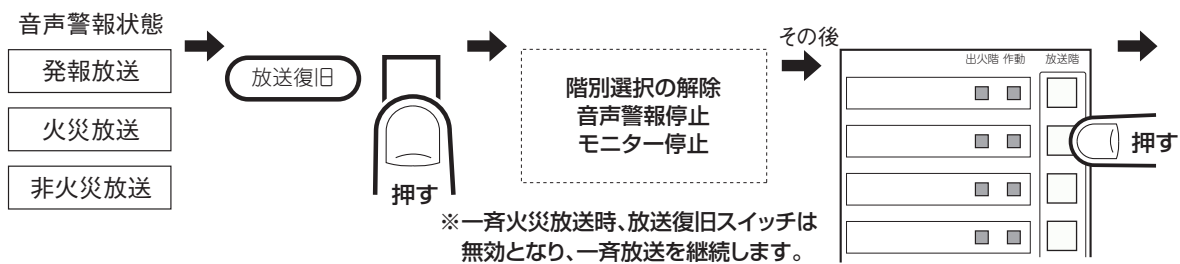 音声警報状態
発報放送
火災放送
非火災放送
放送復旧
押す
階別選択の解除
音声警報停止
モニター停止
※一斉火災放送時、放送復旧スイッチは
無効となり、一斉放送を継続します。
その後
出火階 作動 放送階
押す